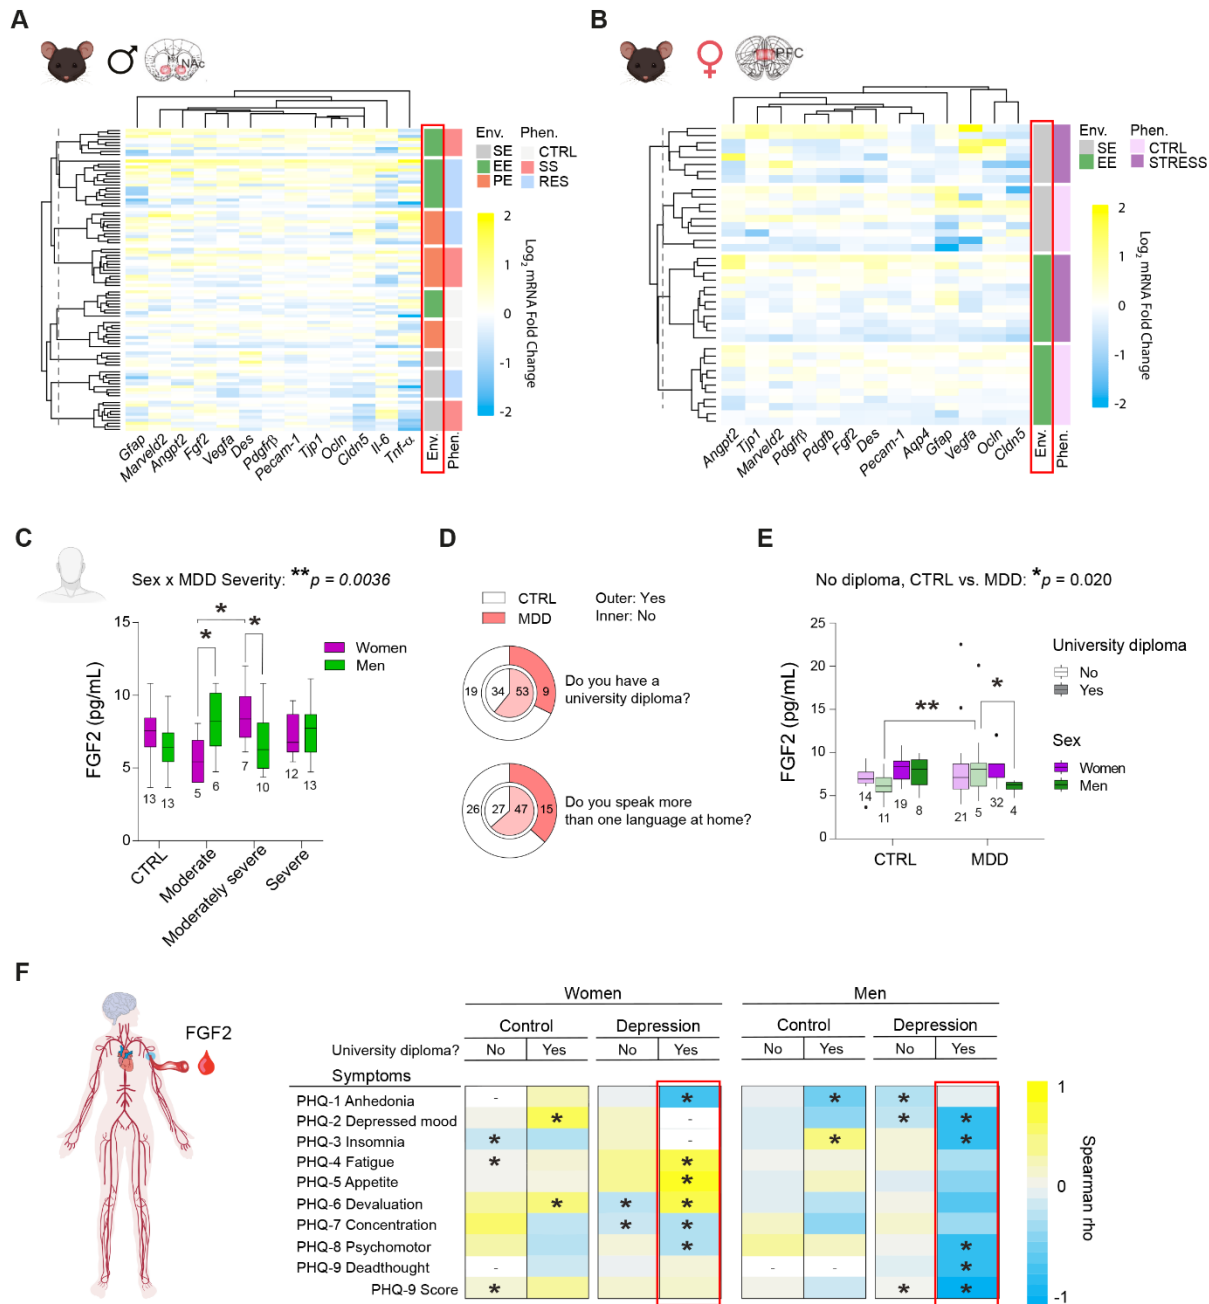 A
NAc
Env.
Phen.
SE
CTRL
EE
SS
PE
RES
2
1
0
-1
-2
Log2 mRNA Fold Change
Gfap
Marveld2
Angpt2
Fgf2
Vegfa
Des
Pdgfrβ
Pecam-1
Tjp1
Ocln
Cldn5
Il-6
Tnf-α
Env.
Phen.
B
PFC
Env.
Phen.
SE
CTRL
EE
STRESS
2
1
0
-1
-2
Log2 mRNA Fold Change
Angpt2
Tjp1
Marveld2
Pdgfrβ
Pdgfb
Fgf2
Des
Pecam-1
Aqp4
Gfap
Vegfa
Ocln
Cldn5
Env.
Phen.
C
Sex x MDD Severity: **p = 0.0036
15
10
5
0
FGF2 (pg/mL)
* * *
Women
Men
13 13 5 6 7 10 12 13
CTRL
Moderate
Moderately severe
Severe
D
CTRL
MDD
Outer: Yes
Inner: No
19 34 53 9
Do you have a
university diploma?
26 27 47 15
Do you speak more
than one language at home?
E
No diploma, CTRL vs. MDD: *p = 0.020
25
20
15
10
5
0
FGF2 (pg/mL)
**
*
14 11 19 8 21 5 32 4
CTRL MDD
University diploma
No
Yes
Sex
Women
Men
F
FGF2
Women Men
Control Depression Control Depression
University diploma? No Yes No Yes No Yes No Yes
Symptoms
PHQ-1 Anhedonia - * * *
PHQ-2 Depressed mood * - * *
PHQ-3 Insomnia * - * *
PHQ-4 Fatigue * *
PHQ-5 Appetite *
PHQ-6 Devaluation * * *
PHQ-7 Concentration * *
PHQ-8 Psychomotor * *
PHQ-9 Deadthought - - *
PHQ-9 Score * * *
1
0
-1
Spearman rho